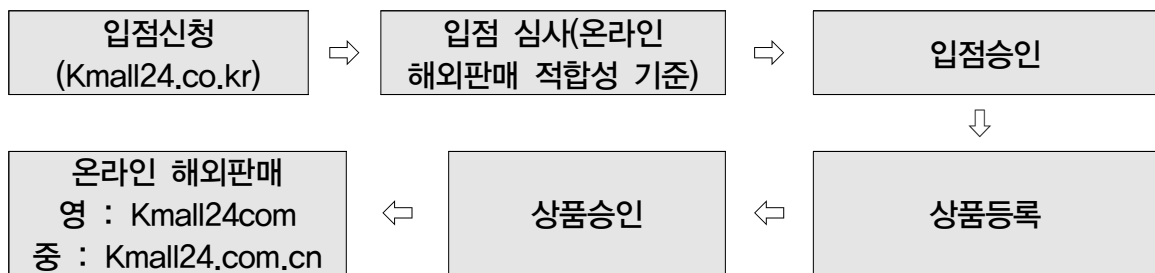 입점신청
(Kmall24.co.kr)
입점 심사(온라인
해외판매 적합성 기준)
입점승인
상품등록
상품승인
온라인 해외판매
영 : Kmall24com
중 : Kmall24.com.cn